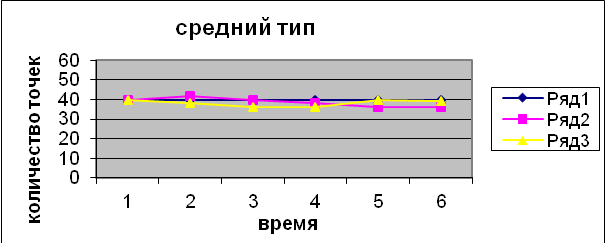 средний тип
количество точек
60
50
40
30
20
10
0
1 2 3 4 5 6
время
Ряд1
Ряд2
Ряд3